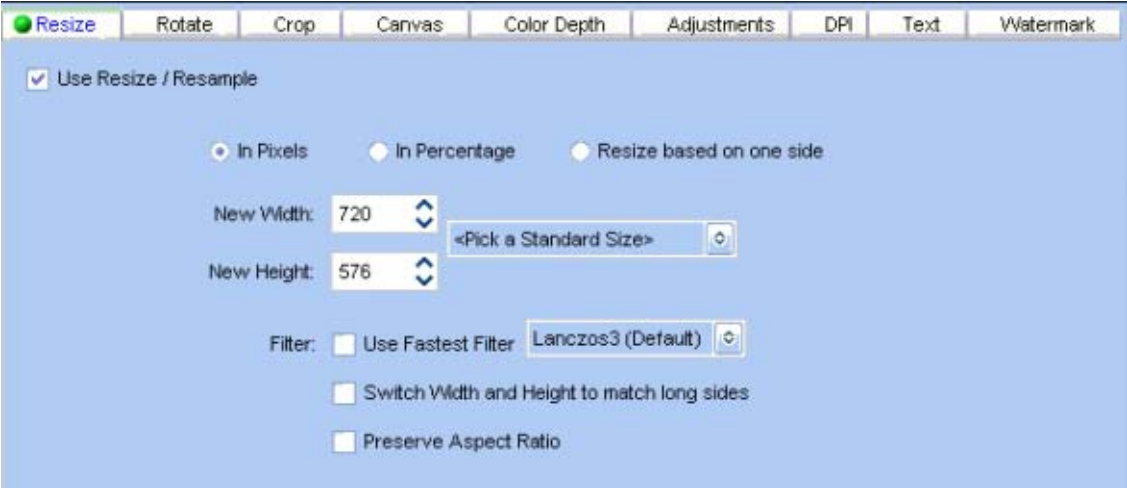 Resize Rotate Crop Canvas Color Depth Adjustments DPI Text Watermark
Use Resize / Resample
In Pixels In Percentage Resize based on one side
New Width: 720
<Pick a Standard Size>
New Height: 576
Filter: Use Fastest Filter Lanczos3 (Default)
Switch Width and Height to match long sides
Preserve Aspect Ratio